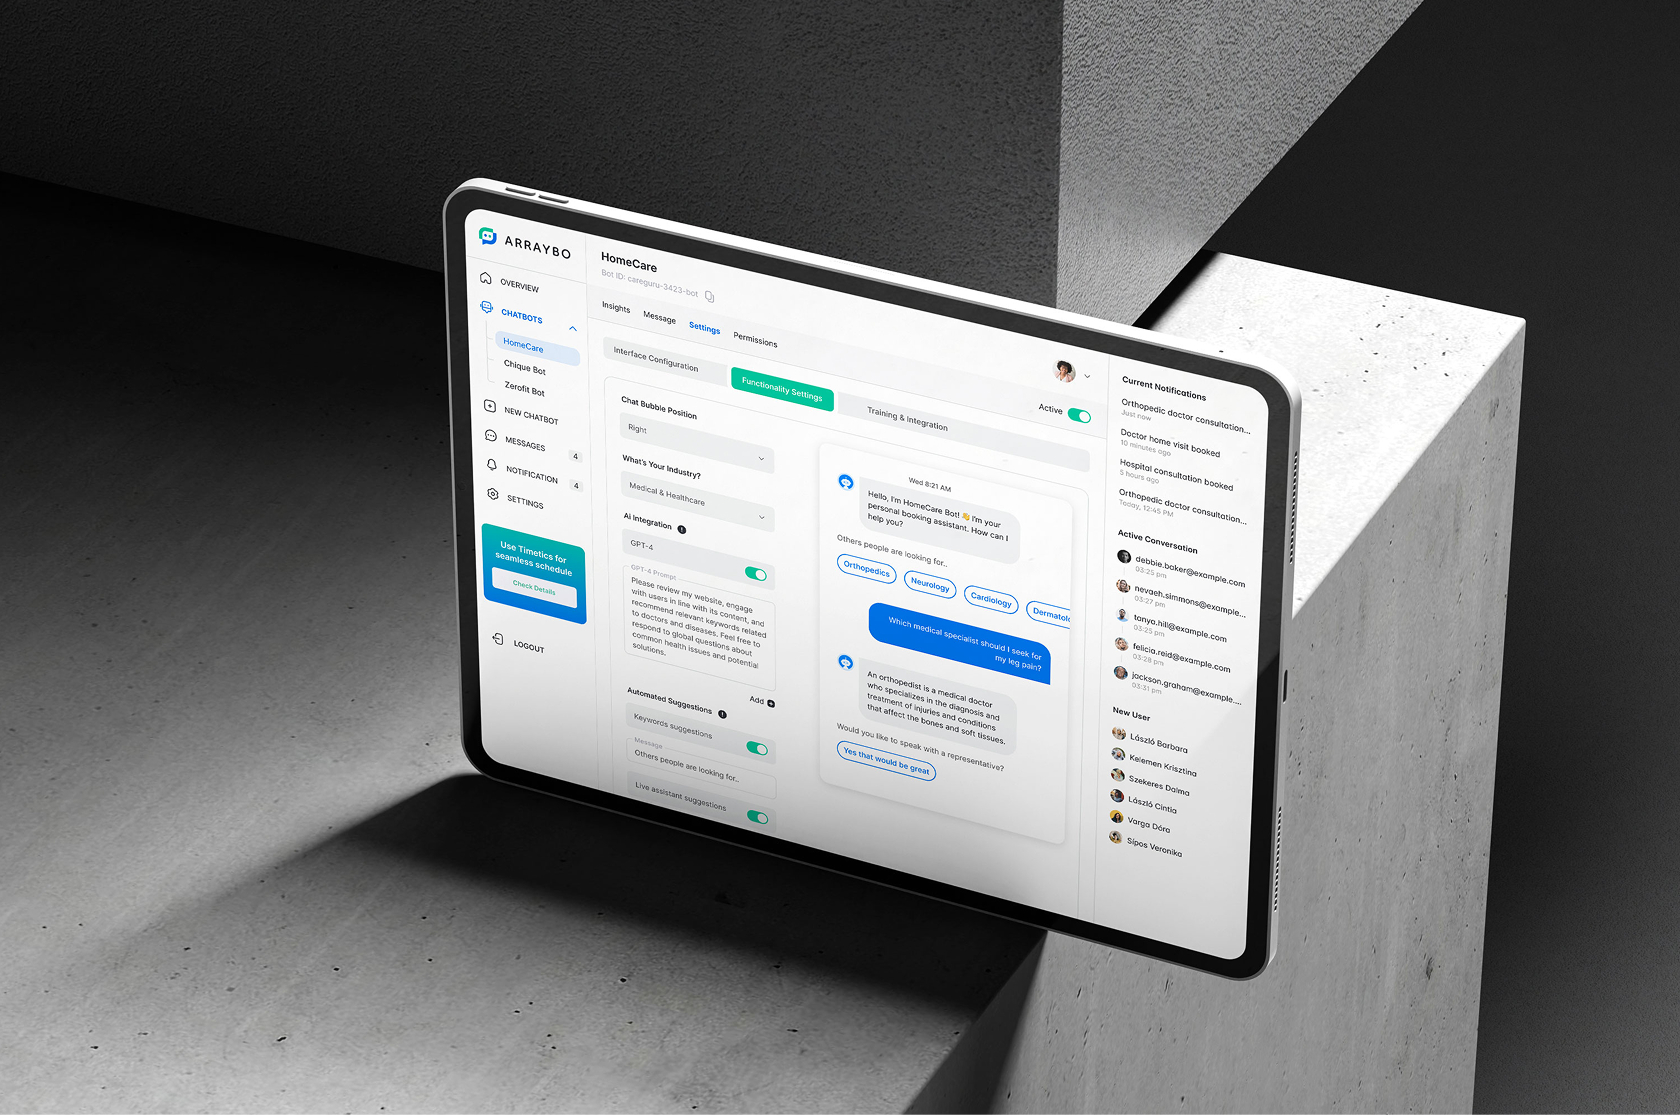 ARRAYBO
OVERVIEW
CHATBOTS
HomeCare
Chique Bot
Zerofit Bot
NEW CHATBOT
MESSAGES
4
NOTIFICATION
4
SETTINGS
Use Timetics for
seamless schedule
Check Details
LOGOUT
HomeCare
Bot ID: careguru-3423-bot
Insights
Message
Settings
Permissions
Interface Configuration
Functionality Settings
Training & Integration
Active
Chat Bubble Position
Right
What's Your Industry?
Medical & Healthcare
Ai Integration
GPT-4
GPT-4 Prompt
Please review my website, engage
with users in line with its content, and
recommend relevant keywords related
to doctors and diseases. Feel free to
respond to global questions about
common health issues and potential
solutions.
Add
Automated Suggestions
Keywords suggestions
Message
Others people are looking for..
Live assistant suggestions
Wed 8:21 AM
Hello, I'm HomeCare Bot! 👋 I'm your
personal booking assistant. How can I
help you?
Others people are looking for..
Orthopedics
Neurology
Cardiology
Dermatolo
Which medical specialist should I seek for
my leg pain?
An orthopedist is a medical doctor
who specializes in the diagnosis and
treatment of injuries and conditions
that affect the bones and soft tissues.
Would you like to speak with a representative?
Yes that would be great
Current Notifications
Orthopedic doctor consultation...
Just now
Doctor home visit booked
10 minutes ago
Hospital consultation booked
5 hours ago
Orthopedic doctor consultation...
Today, 12:45 PM
Active Conversation
debbie.baker@example.com
03:25 pm
nevaeh.simmons@example...
03:27 pm
tanya.hill@example.com
03:25 pm
felicia.reid@example.com
03:28 pm
jackson.graham@example....
03:31 pm
New User
László Barbara
Kelemen Krisztina
Szekeres Dalma
László Cintia
Varga Dóra
Sípos Veronika